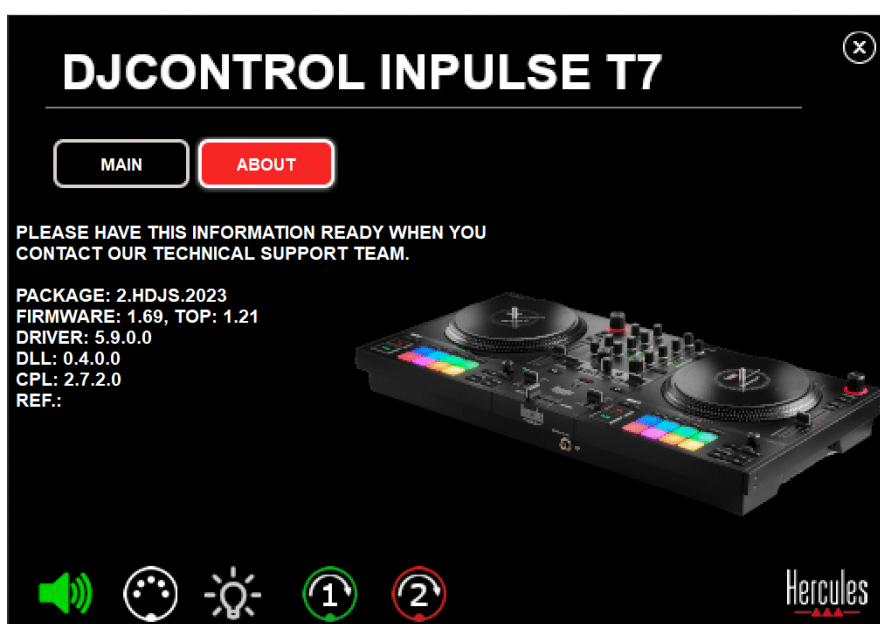 DJCONTROL INPULSE T7
MAIN
ABOUT
PLEASE HAVE THIS INFORMATION READY WHEN YOU
CONTACT OUR TECHNICAL SUPPORT TEAM.
PACKAGE: 2.HDJS.2023
FIRMWARE: 1.69, TOP: 1.21
DRIVER: 5.9.0.0
DLL: 0.4.0.0
CPL: 2.7.2.0
REF.:
1
2
Hercules